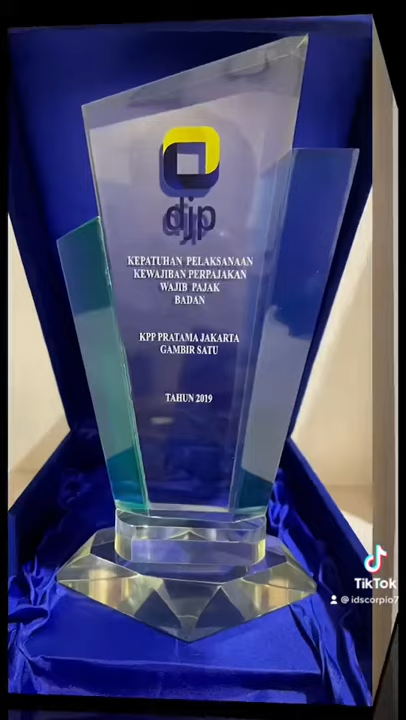 djp
KEPATUHAN PELAKSANAAN
KEWAJIBAN PERPAJAKAN
WAJIB PAJAK
BADAN
KPP PRATAMA JAKARTA
GAMBIR SATU
TAHUN 2019
TikTok
@idscorpio7